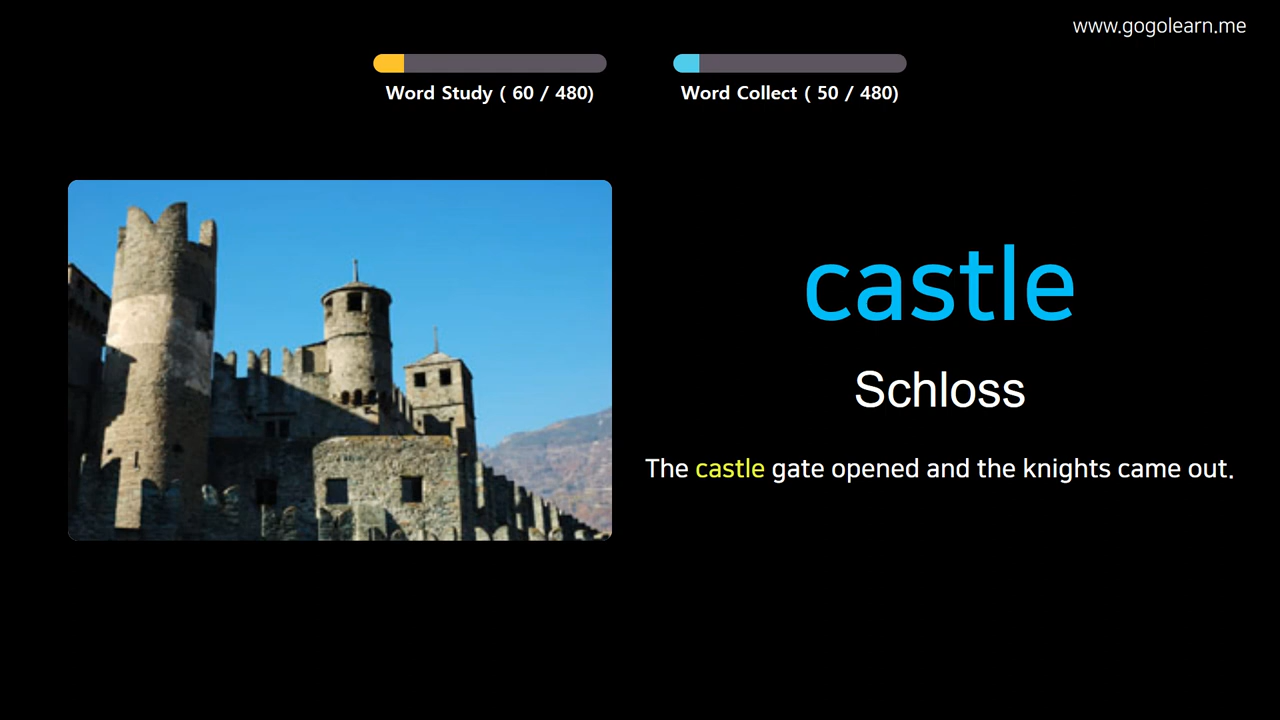 www.gogolearn.me
Word Study ( 60 / 480)
Word Collect ( 50 / 480)
castle
Schloss
The castle gate opened and the knights came out.